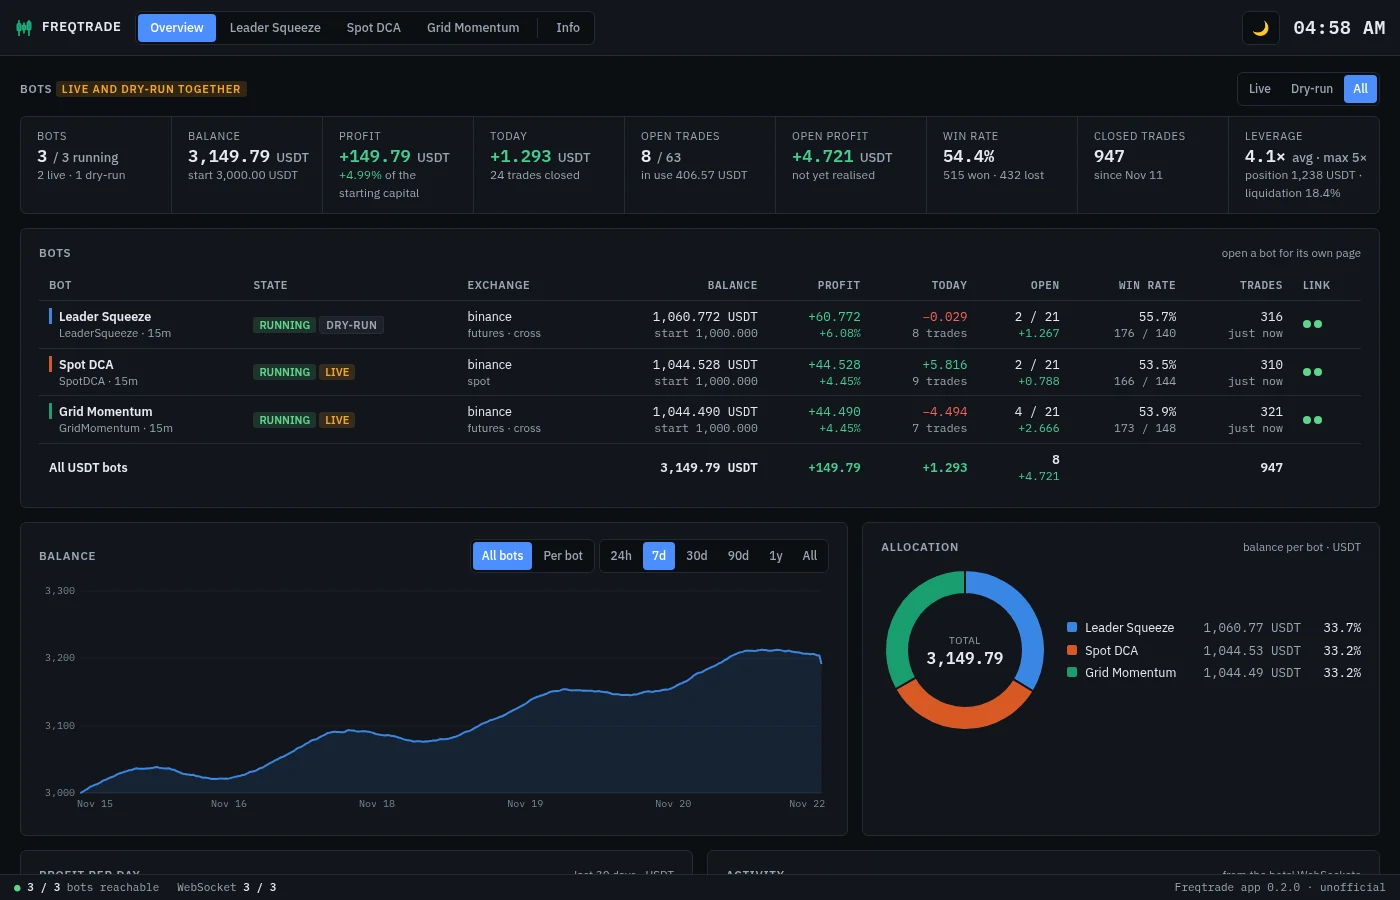 FREQTRADE
Overview Leader Squeeze Spot DCA Grid Momentum Info
04:58 AM
BOTS LIVE AND DRY-RUN TOGETHER
Live Dry-run All
BOTS
3 / 3 running
2 live · 1 dry-run
BALANCE
3,149.79 USDT
start 3,000.00 USDT
PROFIT
+149.79 USDT
+4.99% of the
starting capital
TODAY
+1.293 USDT
24 trades closed
OPEN TRADES
8 / 63
in use 406.57 USDT
OPEN PROFIT
+4.721 USDT
not yet realised
WIN RATE
54.4%
515 won · 432 lost
CLOSED TRADES
947
since Nov 11
LEVERAGE
4.1× avg · max 5×
position 1,238 USDT ·
liquidation 18.4%
BOTS open a bot for its own page
BOT STATE EXCHANGE BALANCE PROFIT TODAY OPEN WIN RATE TRADES LINK
Leader Squeeze RUNNING DRY-RUN binance 1,060.772 USDT +60.772 −0.029 2 / 21 55.7% 316
LeaderSqueeze · 15m futures · cross start 1,000.000 +6.08% 8 trades +1.267 176 / 140 just now
Spot DCA RUNNING LIVE binance 1,044.528 USDT +44.528 +5.816 2 / 21 53.5% 310
SpotDCA · 15m spot start 1,000.000 +4.45% 9 trades +0.788 166 / 144 just now
Grid Momentum RUNNING LIVE binance 1,044.490 USDT +44.490 −4.494 4 / 21 53.9% 321
GridMomentum · 15m futures · cross start 1,000.000 +4.45% 7 trades +2.666 173 / 148 just now
All USDT bots 3,149.79 USDT +149.79 +1.293 8 947
+4.721
BALANCE All bots Per bot 24h 7d 30d 90d 1y All
3,300
3,200
3,100
3,000
Nov 15 Nov 16 Nov 18 Nov 19 Nov 20 Nov 22
ALLOCATION balance per bot · USDT
TOTAL
3,149.79
Leader Squeeze 1,060.77 USDT 33.7%
Spot DCA 1,044.53 USDT 33.2%
Grid Momentum 1,044.49 USDT 33.2%
PROFIT PER DAY last 30 days · USDT
ACTIVITY from the bots' WebSockets
3 / 3 bots reachable WebSocket 3 / 3
Freqtrade app 0.2.0 · unofficial